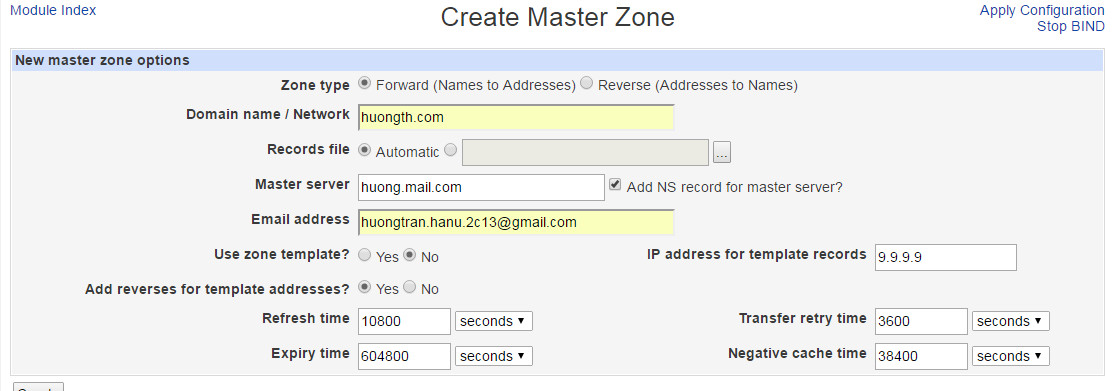 Module Index
Create Master Zone
Apply Configuration
Stop BIND
New master zone options
Zone type Forward (Names to Addresses) Reverse (Addresses to Names)
Domain name / Network huongth.com
Records file Automatic ...
Master server huong.mail.com Add NS record for master server?
Email address huongtran.hanu.2c13@gmail.com
Use zone template? Yes No IP address for template records 9.9.9.9
Add reverses for template addresses? Yes No
Refresh time 10800 seconds Transfer retry time 3600 seconds
Expiry time 604800 seconds Negative cache time 38400 seconds